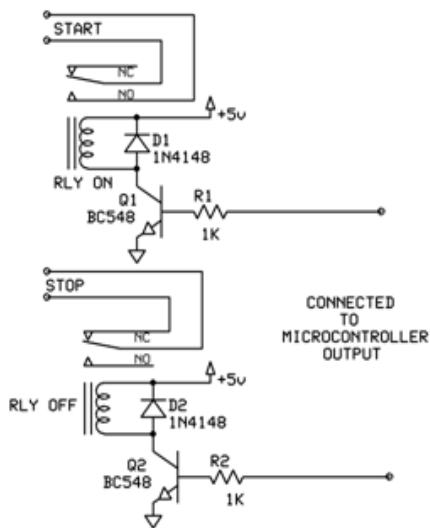 START
NC
NO
+5v
D1
1N4148
RLY ON
Q1
BC548
R1
1K
STOP
CONNECTED
TO
MICROCONTROLLER
OUTPUT
NC
NO
+5v
RLY OFF
D2
1N4148
Q2
BC548
R2
1K